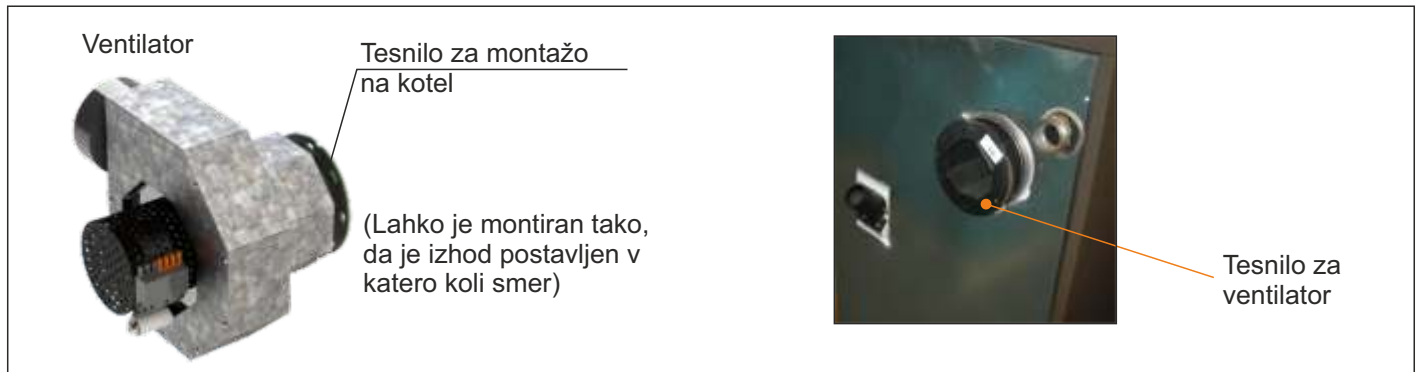 Ventilator
Tesnilo za montažo
na kotel
(Lahko je montiran tako,
da je izhod postavljen v
katero koli smer)
Tesnilo za
ventilator